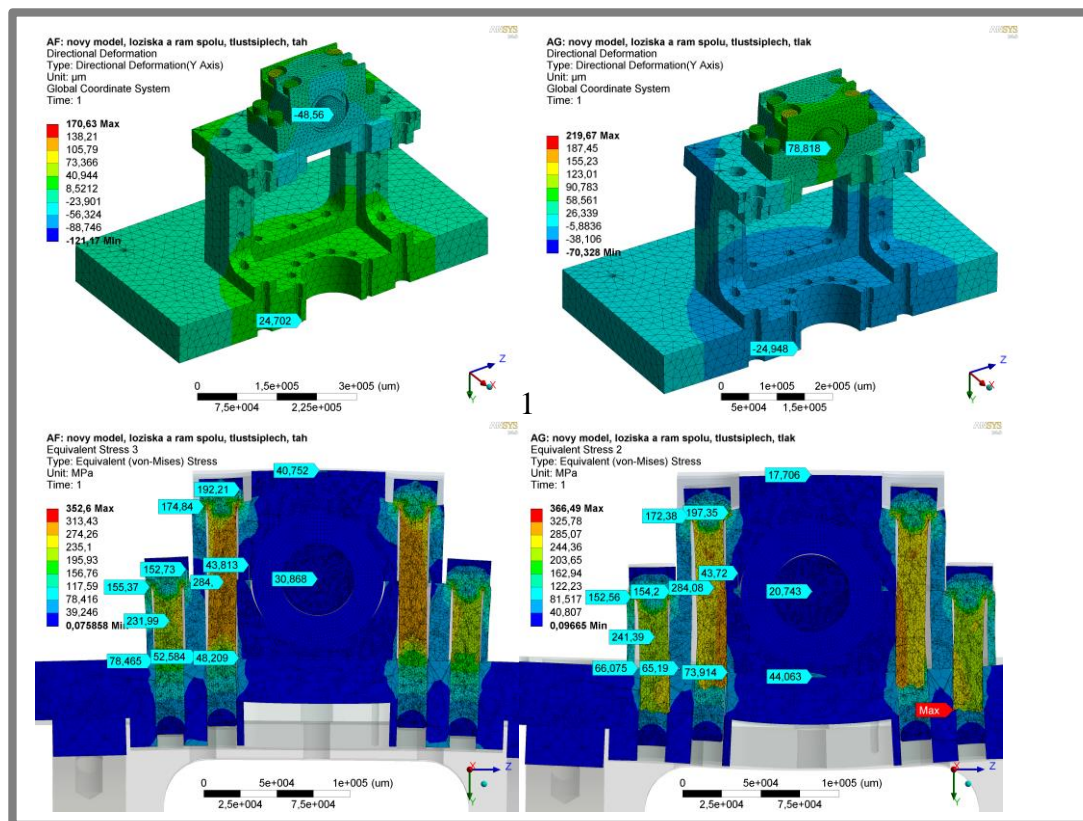 ANSYS
AF: novy model, loziska a ram spolu, tlustsiplech, tah
Directional Deformation
Type: Directional Deformation(Y Axis)
Unit: µm
Global Coordinate System
Time: 1
170,63 Max
138,21
105,79
73,366
40,944
8,5212
-23,901
-56,324
-88,746
-121,17 Min
-48,56
24,702
0 1,5e+005 3e+005 (um)
7,5e+004 2,25e+005
Z
X
Y
ANSYS
AG: novy model, loziska a ram spolu, tlustsiplech, tlak
Directional Deformation
Type: Directional Deformation(Y Axis)
Unit: µm
Global Coordinate System
Time: 1
219,67 Max
187,45
155,23
123,01
90,783
58,561
26,339
-5,8836
-38,106
-70,328 Min
78,818
-24,948
0 1e+005 2e+005 (um)
5e+004 1,5e+005
Z
X
Y
1
ANSYS
AF: novy model, loziska a ram spolu, tlustsiplech, tah
Equivalent Stress 3
Type: Equivalent (von-Mises) Stress
Unit: MPa
Time: 1
352,6 Max
313,43
274,26
235,1
195,93
156,76
117,59
78,416
39,246
0,075858 Min
40,752
192,21
174,84
152,73
43,813
155,37
284,
30,868
231,99
78,465
52,584
48,209
0 5e+004 1e+005 (um)
2,5e+004 7,5e+004
X
Z
Y
ANSYS
AG: novy model, loziska a ram spolu, tlustsiplech, tlak
Equivalent Stress 2
Type: Equivalent (von-Mises) Stress
Unit: MPa
Time: 1
366,49 Max
325,78
285,07
244,36
203,65
162,94
122,23
81,517
40,807
0,09665 Min
17,706
172,38
197,35
43,72
152,56
154,2
284,08
20,743
241,39
66,075
65,19
73,914
44,063
Max
0 5e+004 1e+005 (um)
2,5e+004 7,5e+004
X
Z
Y